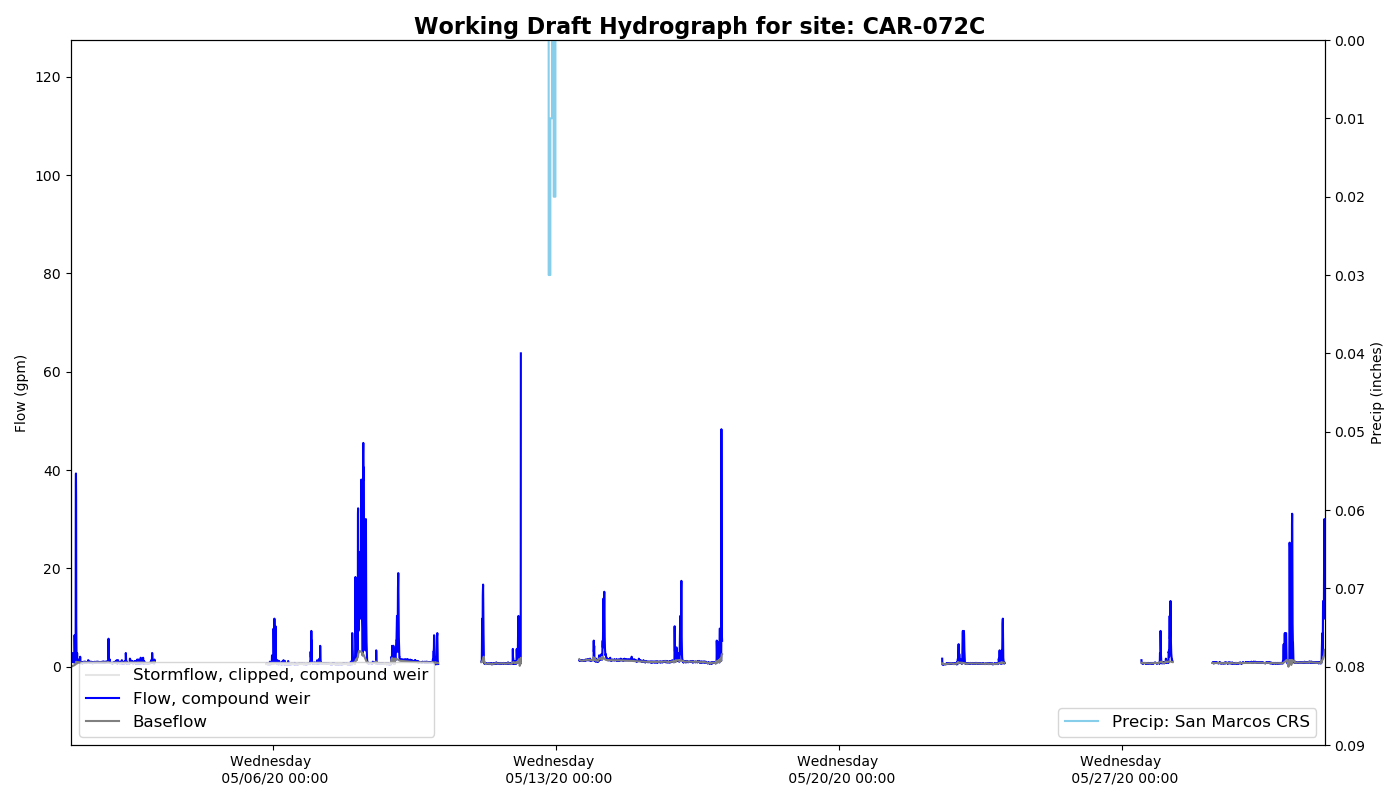 Working Draft Hydrograph for site: CAR-072C
120
100
80
60
40
20
0
Flow (gpm)
0.00
0.01
0.02
0.03
0.04
0.05
0.06
0.07
0.08
0.09
Precip (inches)
Stormflow, clipped, compound weir
Flow, compound weir
Baseflow
Precip: San Marcos CRS
Wednesday
05/06/20 00:00
Wednesday
05/13/20 00:00
Wednesday
05/20/20 00:00
Wednesday
05/27/20 00:00